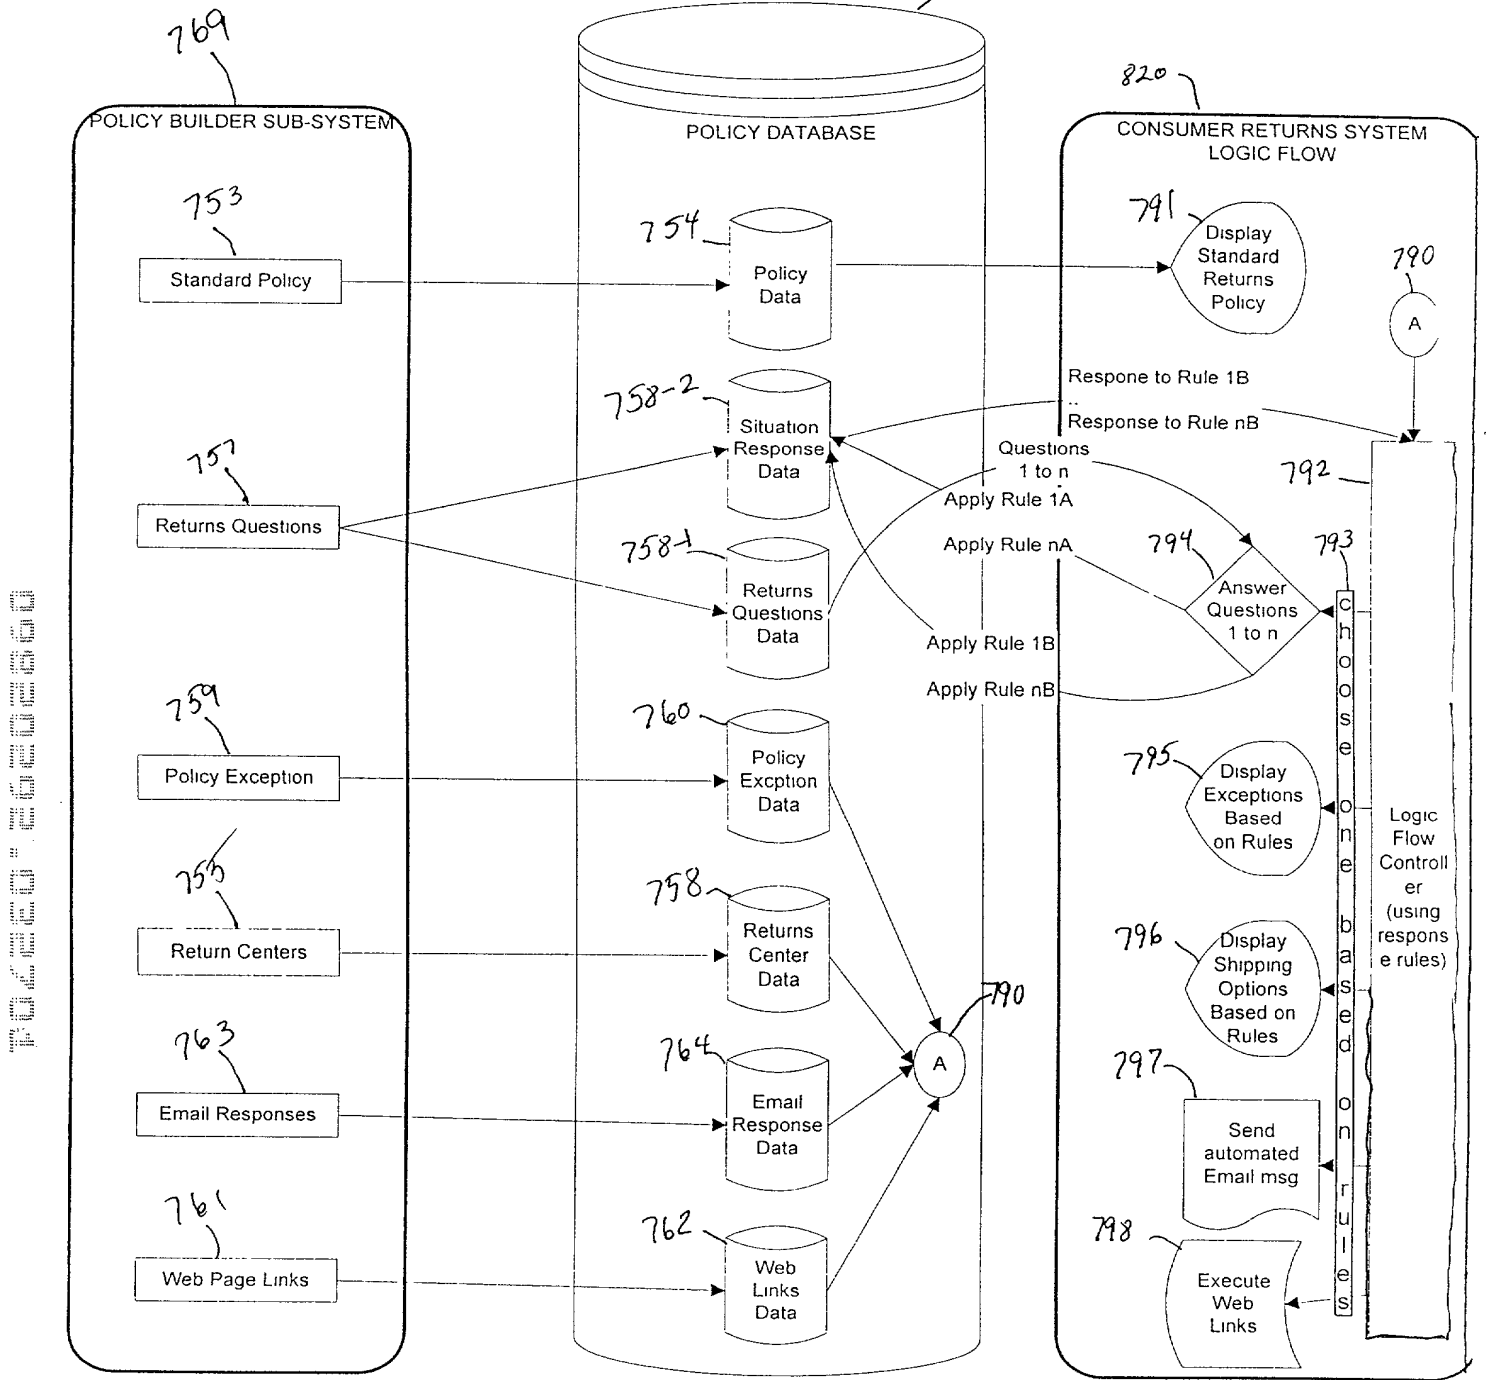 769
820
POLICY BUILDER SUB-SYSTEM
POLICY DATABASE
CONSUMER RETURNS SYSTEM
LOGIC FLOW
753
Standard Policy
754
Policy
Data
791
Display
Standard
Returns
Policy
790
A
758-2
Situation
Response
Data
Respone to Rule 1B
..
Response to Rule nB
757
Returns Questions
Questions
1 to n
Apply Rule 1A
Apply Rule nA
758-1
Returns
Questions
Data
Apply Rule 1B
Apply Rule nB
794
Answer
Questions
1 to n
792
793
choose one based on rules
Logic
Flow
Controll
er
(using
respons
e rules)
759
Policy Exception
760
Policy
Excption
Data
795
Display
Exceptions
Based
on Rules
Return Centers
758
Returns
Center
Data
790
A
796
Display
Shipping
Options
Based on
Rules
763
Email Responses
764
Email
Response
Data
797
Send
automated
Email msg
761
Web Page Links
762
Web
Links
Data
798
Execute
Web
Links